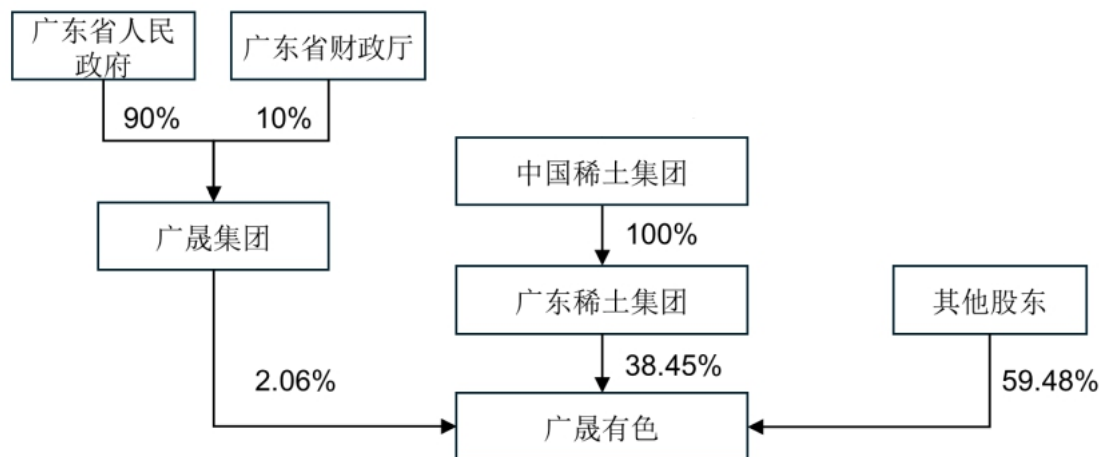 广东省人民
政府
广东省财政厅
90%
10%
中国稀土集团
广晟集团
100%
广东稀土集团
其他股东
2.06%
38.45%
59.48%
广晟有色